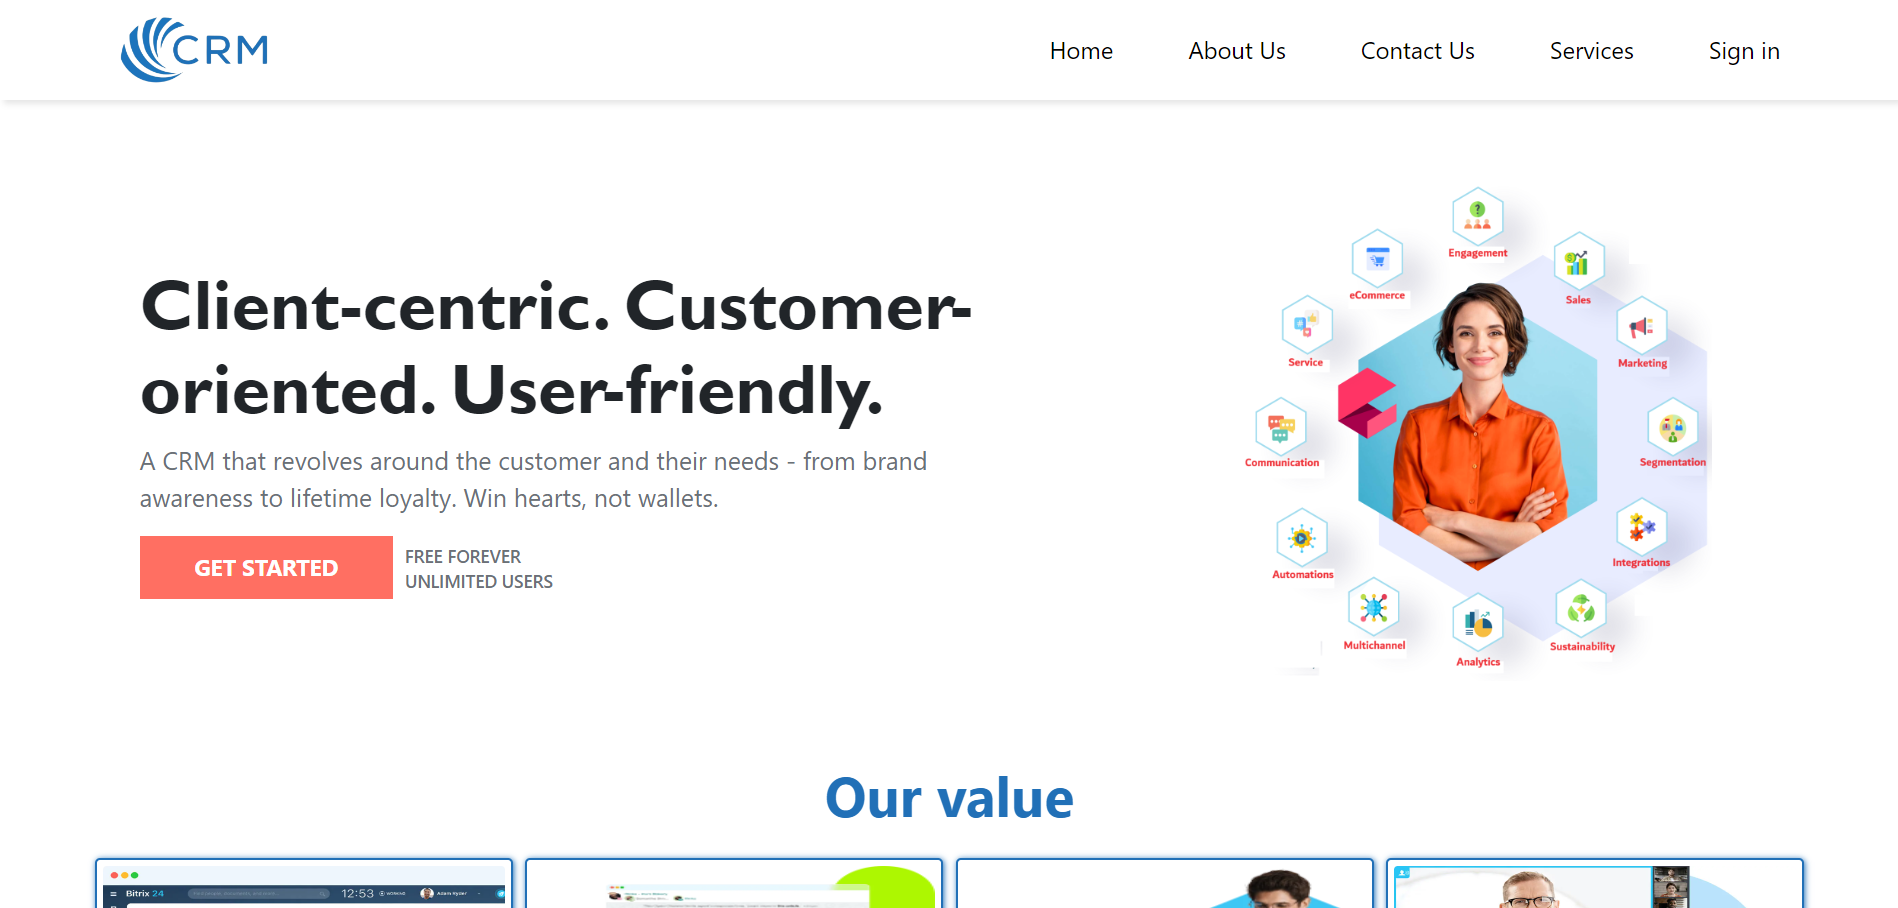 CRM
Home
About Us
Contact Us
Services
Sign in
Client-centric. Customer-
oriented. User-friendly.
A CRM that revolves around the customer and their needs - from brand
awareness to lifetime loyalty. Win hearts, not wallets.
GET STARTED
FREE FOREVER
UNLIMITED USERS
Engagement
eCommerce
Sales
Service
Marketing
Communication
Segmentation
Automations
Integrations
Multichannel
Sustainability
Analytics
Our value
Bitrix 24
12:53
WORKING
Adam Ryder